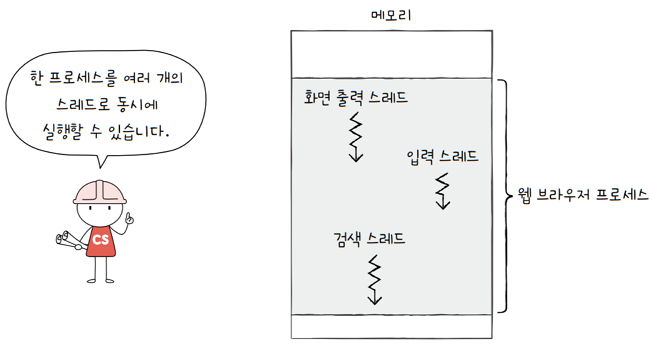 메모리
한 프로세스를 여러 개의
스레드로 동시에
실행할 수 있습니다.
CS
화면 출력 스레드
입력 스레드
검색 스레드
웹 브라우저 프로세스